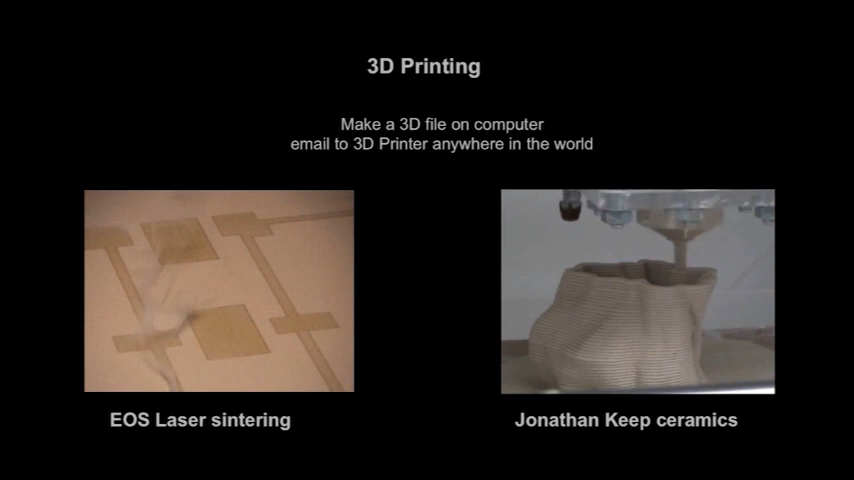 3D Printing
Make a 3D file on computer
email to 3D Printer anywhere in the world
EOS Laser sintering
Jonathan Keep ceramics